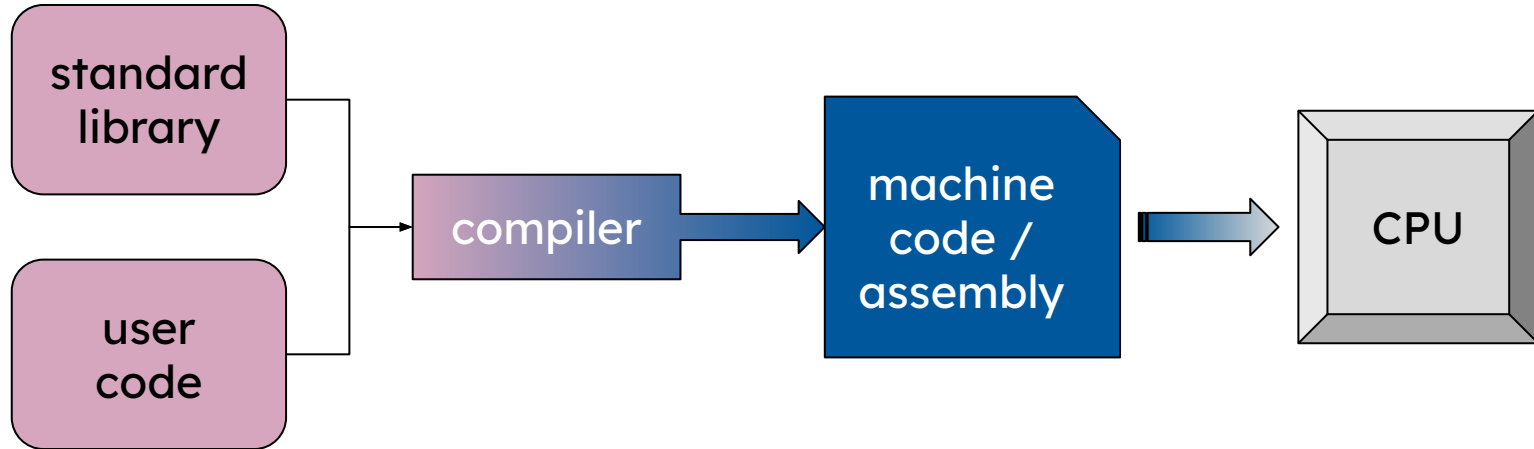 standard
library
user
code
compiler
machine
code /
assembly
CPU